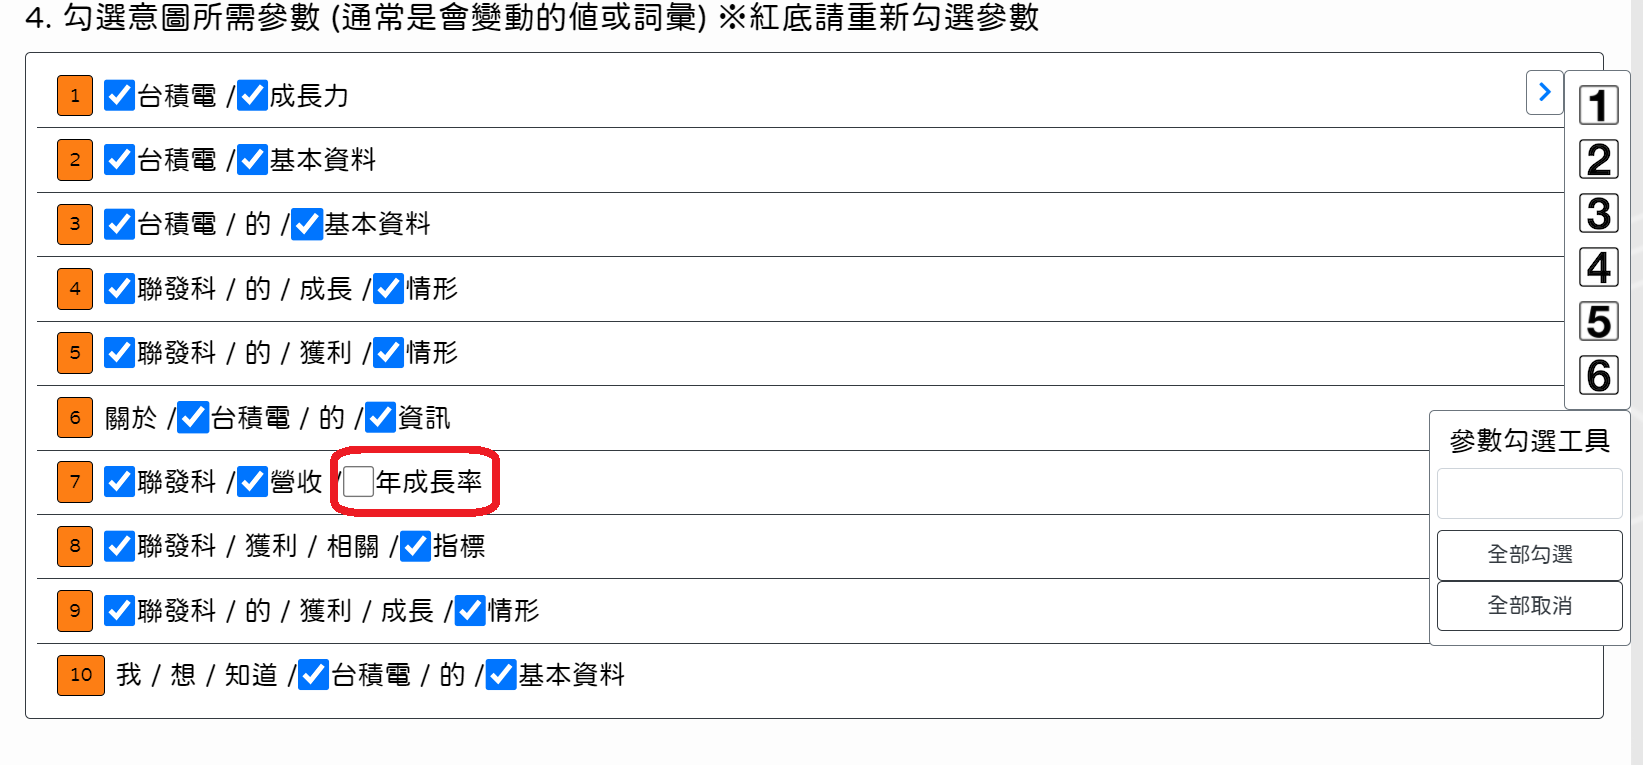 4. 勾選意圖所需參數 (通常是會變動的值或詞彙) ※紅底請重新勾選參數
1 台積電 / 成長力
2 台積電 / 基本資料
3 台積電 / 的 / 基本資料
4 聯發科 / 的 / 成長 / 情形
5 聯發科 / 的 / 獲利 / 情形
6 關於 / 台積電 / 的 / 資訊
7 聯發科 / 營收 / 年成長率
8 聯發科 / 獲利 / 相關 / 指標
9 聯發科 / 的 / 獲利 / 成長 / 情形
10 我 / 想 / 知道 / 台積電 / 的 / 基本資料
1
2
3
4
5
6
參數勾選工具
全部勾選
全部取消